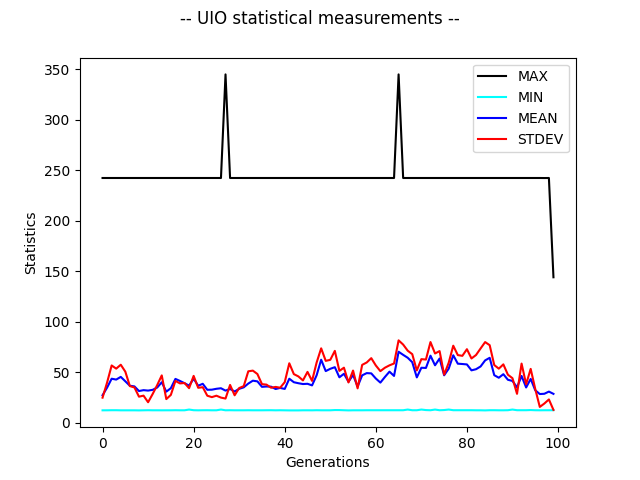 -- UIO statistical measurements --
350
300
250
200
150
100
50
0
Statistics
MAX
MIN
MEAN
STDEV
0 20 40 60 80 100
Generations